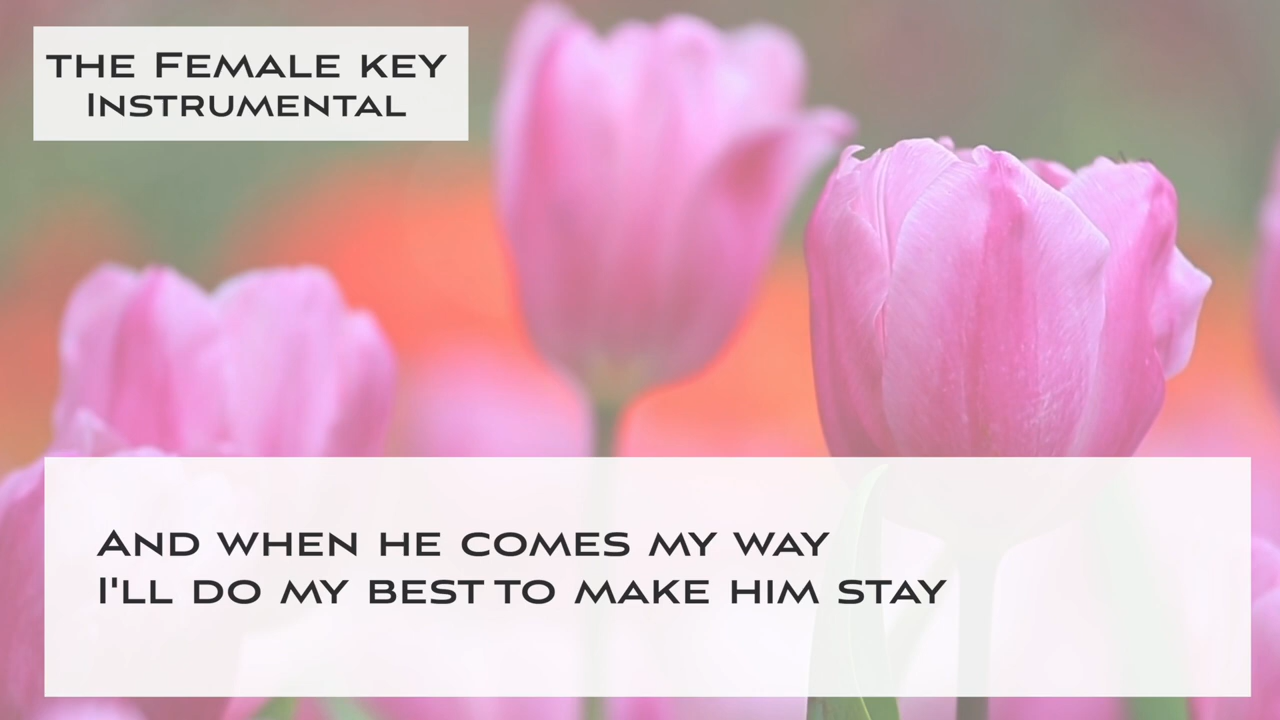 THE FEMALE KEY
INSTRUMENTAL
AND WHEN HE COMES MY WAY
I'LL DO MY BEST TO MAKE HIM STAY